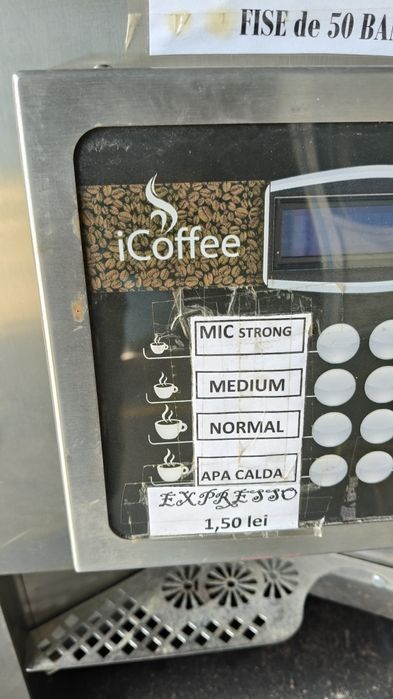 FISE de 50 BA
iCoffee
MIC STRONG
MEDIUM
NORMAL
APA CALDA
EXPRESSO
1,50 lei